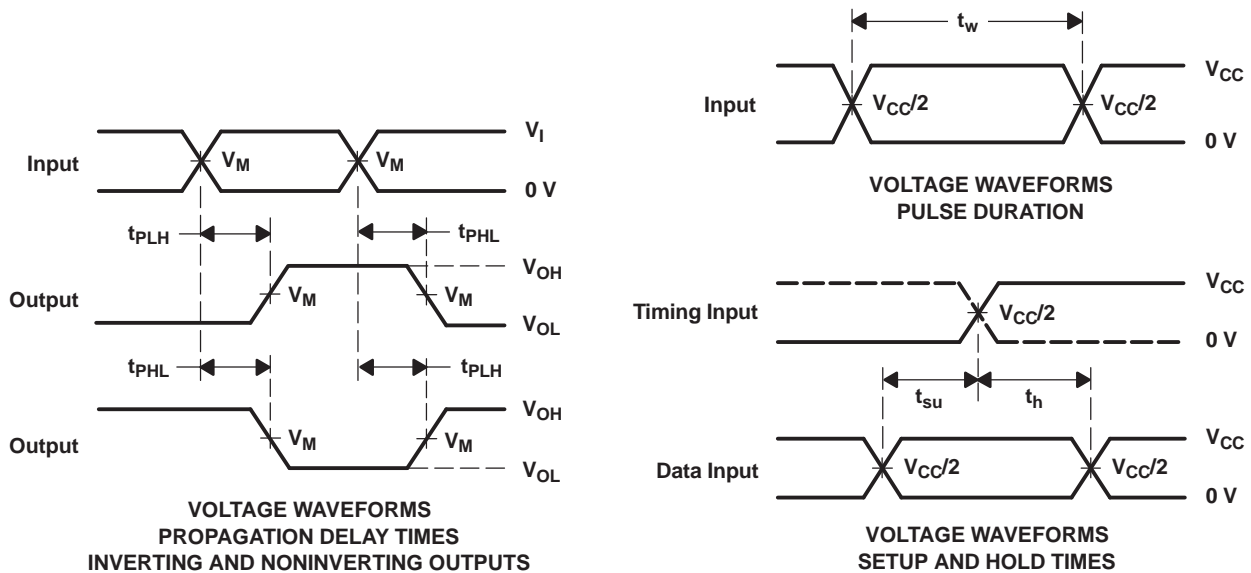 Input
V_I
V_M
V_M
0 V
t_PLH
t_PHL
Output
V_OH
V_M
V_M
V_OL
t_PHL
t_PLH
Output
V_OH
V_M
V_M
V_OL
VOLTAGE WAVEFORMS
PROPAGATION DELAY TIMES
INVERTING AND NONINVERTING OUTPUTS
t_w
Input
V_CC
V_CC/2
V_CC/2
0 V
VOLTAGE WAVEFORMS
PULSE DURATION
Timing Input
V_CC
V_CC/2
0 V
t_su
t_h
Data Input
V_CC
V_CC/2
V_CC/2
0 V
VOLTAGE WAVEFORMS
SETUP AND HOLD TIMES